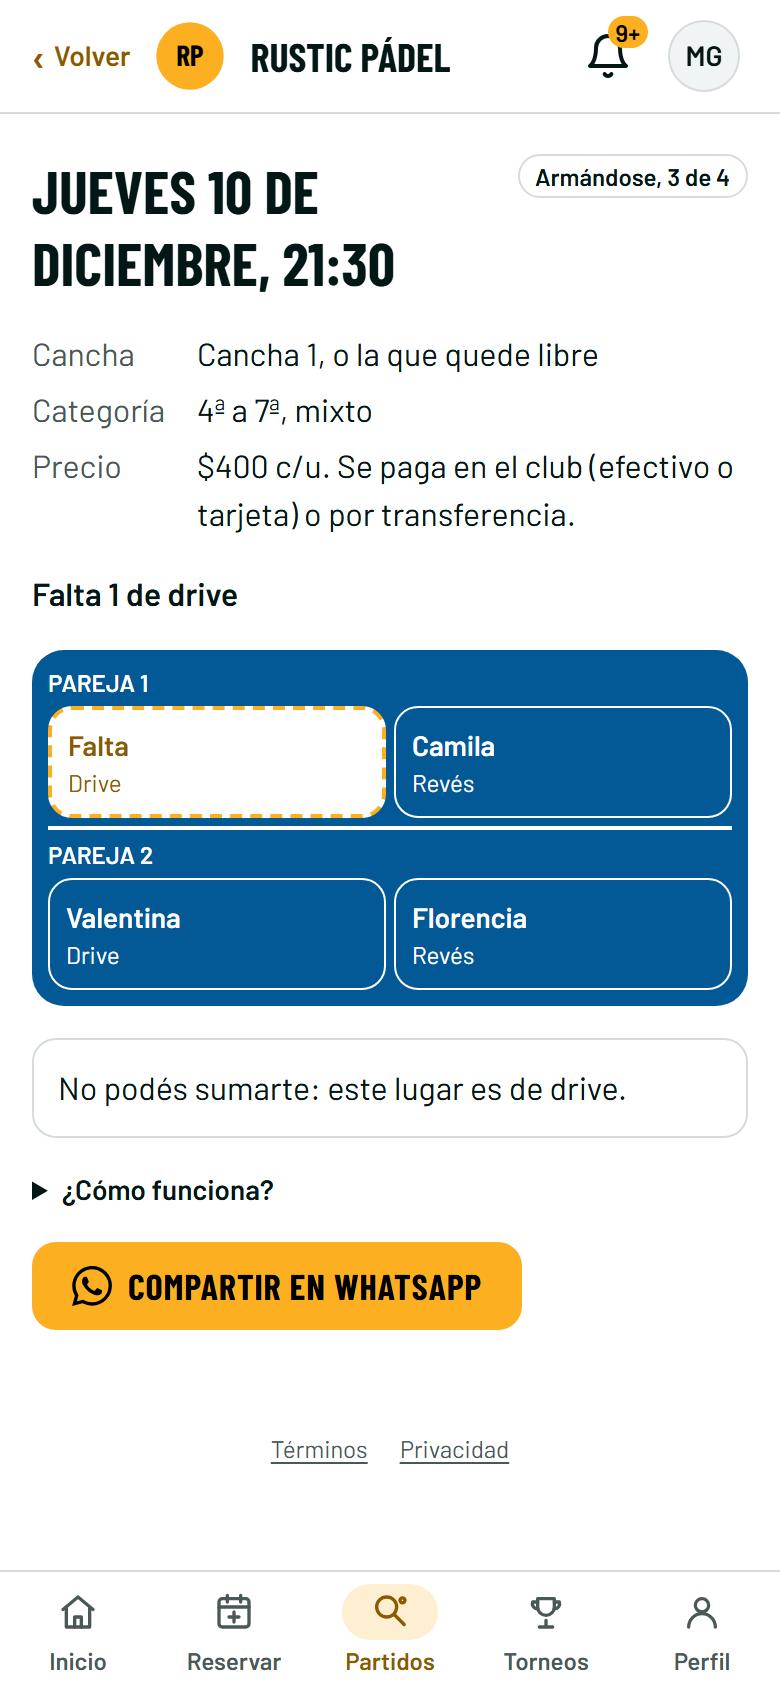 ‹ Volver
RP
RUSTIC PÁDEL
9+
MG
JUEVES 10 DE
DICIEMBRE, 21:30
Armándose, 3 de 4
Cancha
Cancha 1, o la que quede libre
Categoría
4ª a 7ª, mixto
Precio
$400 c/u. Se paga en el club (efectivo o
tarjeta) o por transferencia.
Falta 1 de drive
PAREJA 1
Falta
Drive
Camila
Revés
PAREJA 2
Valentina
Drive
Florencia
Revés
No podés sumarte: este lugar es de drive.
¿Cómo funciona?
COMPARTIR EN WHATSAPP
Términos
Privacidad
Inicio
Reservar
Partidos
Torneos
Perfil